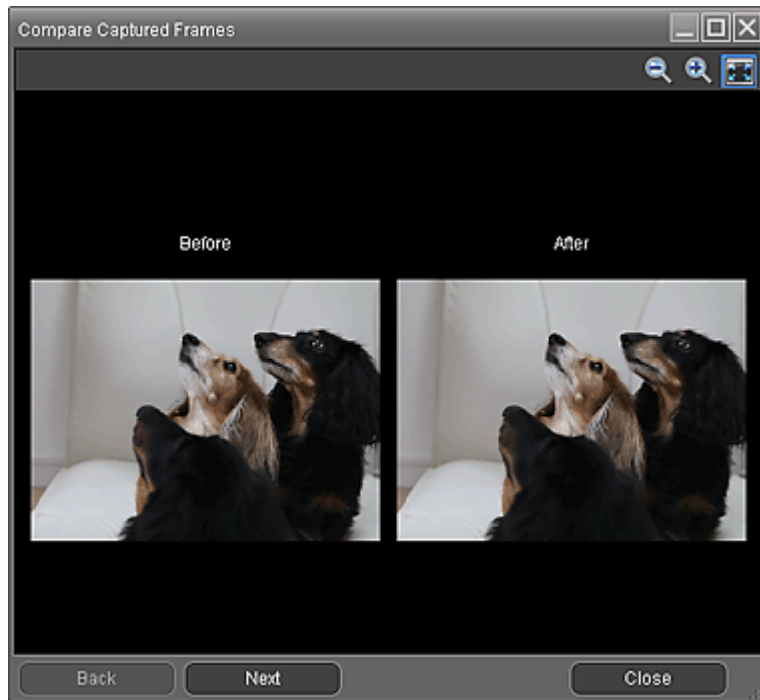 Compare Captured Frames
Before
After
Back
Next
Close